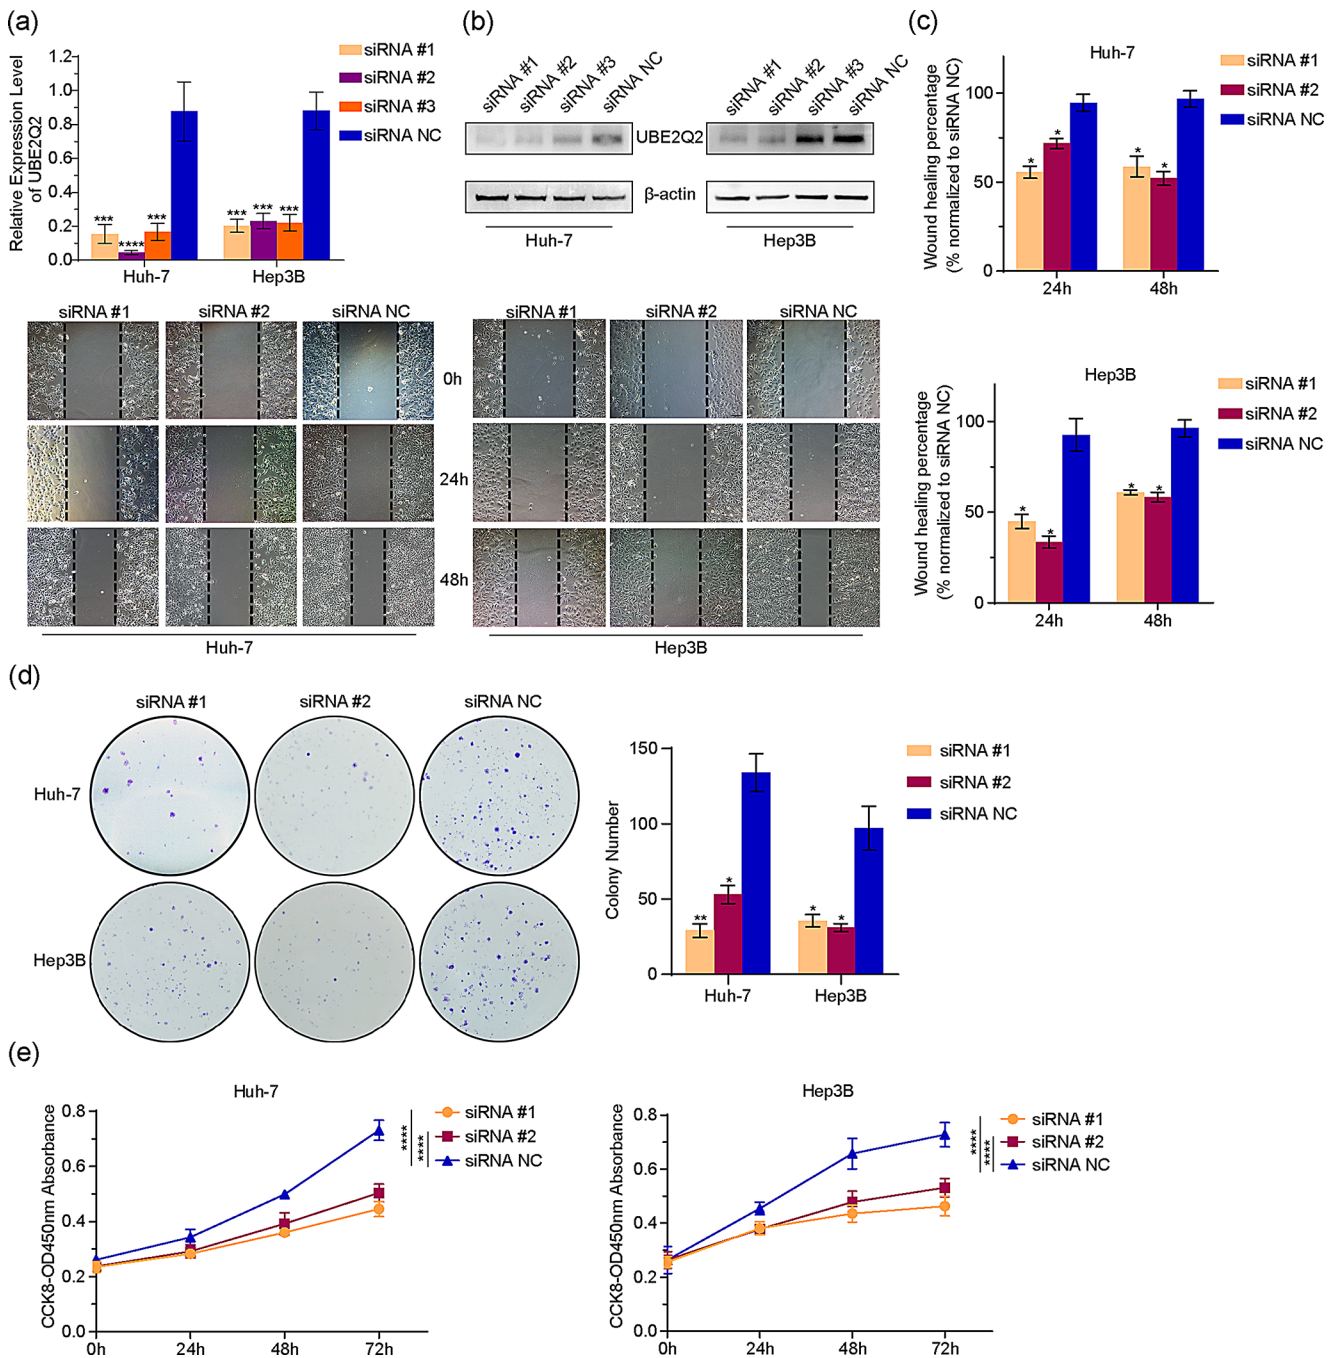 (a)
siRNA #1
siRNA #2
siRNA #3
siRNA NC
Relative Expression Level
of UBE2Q2
1.2
1.0
0.8
0.6
0.4
0.2
0.0
***
****
***
***
***
***
Huh-7
Hep3B
(b)
siRNA #1
siRNA #2
siRNA #3
siRNA NC
siRNA #1
siRNA #2
siRNA #3
siRNA NC
UBE2Q2
β-actin
Huh-7
Hep3B
(c)
Huh-7
siRNA #1
siRNA #2
siRNA NC
Wound healing percentage
(% normalized to siRNA NC)
100
50
0
*
*
*
*
24h
48h
siRNA #1
siRNA #2
siRNA NC
siRNA #1
siRNA #2
siRNA NC
0h
24h
48h
Huh-7
Hep3B
Hep3B
siRNA #1
siRNA #2
siRNA NC
Wound healing percentage
(% normalized to siRNA NC)
100
50
0
*
*
*
*
24h
48h
(d)
siRNA #1
siRNA #2
siRNA NC
Huh-7
Hep3B
siRNA #1
siRNA #2
siRNA NC
Colony Number
150
100
50
0
**
*
*
*
Huh-7
Hep3B
(e)
Huh-7
siRNA #1
siRNA #2
siRNA NC
****
****
CCK8-OD450nm Absorbance
0.8
0.6
0.4
0.2
0.0
0h
24h
48h
72h
Hep3B
siRNA #1
siRNA #2
siRNA NC
****
****
CCK8-OD450nm Absorbance
0.8
0.6
0.4
0.2
0.0
0h
24h
48h
72h